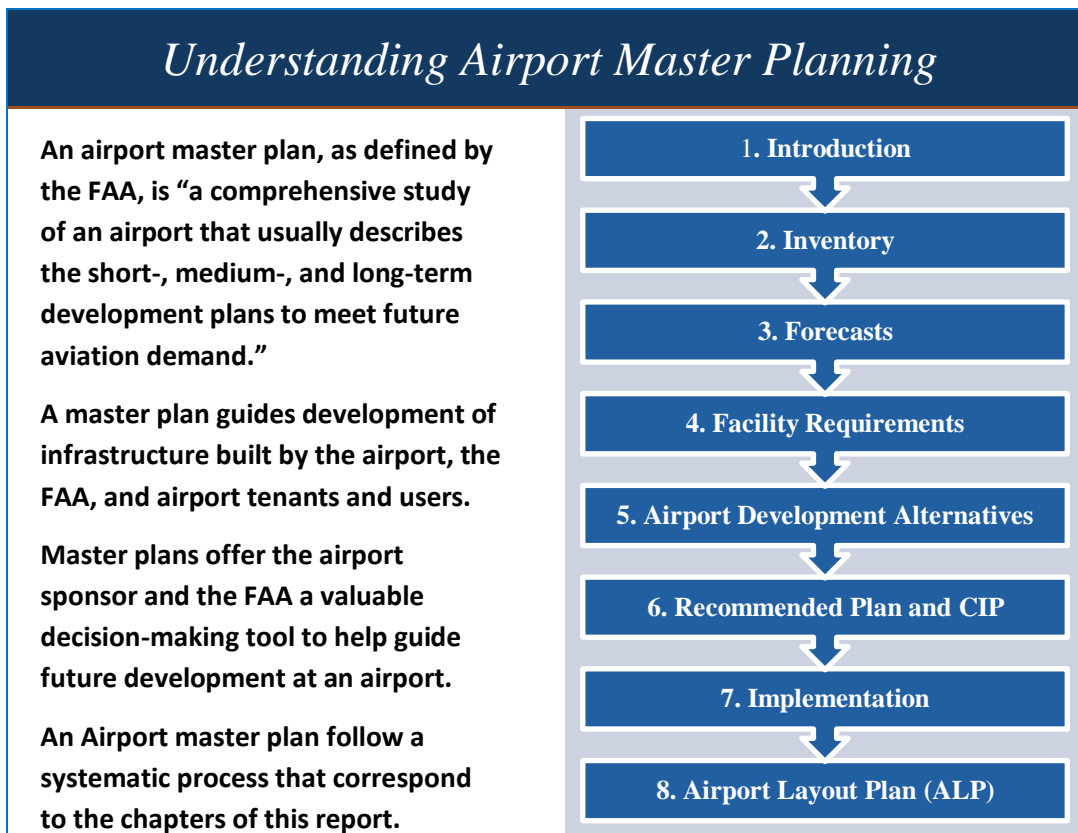 Understanding Airport Master Planning
An airport master plan, as defined by
the FAA, is “a comprehensive study
of an airport that usually describes
the short-, medium-, and long-term
development plans to meet future
aviation demand.”
A master plan guides development of
infrastructure built by the airport, the
FAA, and airport tenants and users.
Master plans offer the airport
sponsor and the FAA a valuable
decision-making tool to help guide
future development at an airport.
An Airport master plan follow a
systematic process that correspond
to the chapters of this report.
1. Introduction
2. Inventory
3. Forecasts
4. Facility Requirements
5. Airport Development Alternatives
6. Recommended Plan and CIP
7. Implementation
8. Airport Layout Plan (ALP)